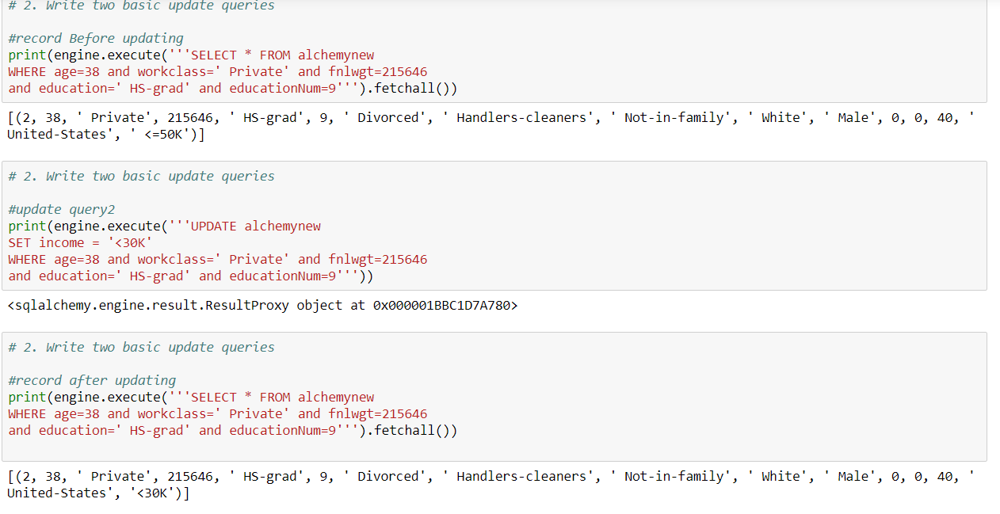 # 2. Write two basic update queries
#record Before updating
print(engine.execute('''SELECT * FROM alchemynew
WHERE age=38 and workclass=' Private' and fnlwgt=215646
and education=' HS-grad' and educationNum=9''').fetchall())
[(2, 38, ' Private', 215646, ' HS-grad', 9, ' Divorced', ' Handlers-cleaners', ' Not-in-family', ' White', ' Male', 0, 0, 40, '
United-States', ' <=50K')]
# 2. Write two basic update queries
#update query2
print(engine.execute('''UPDATE alchemynew
SET income = '<30K'
WHERE age=38 and workclass=' Private' and fnlwgt=215646
and education=' HS-grad' and educationNum=9'''))
<sqlalchemy.engine.result.ResultProxy object at 0x000001BBC1D7A780>
# 2. Write two basic update queries
#record after updating
print(engine.execute('''SELECT * FROM alchemynew
WHERE age=38 and workclass=' Private' and fnlwgt=215646
and education=' HS-grad' and educationNum=9''').fetchall())
[(2, 38, ' Private', 215646, ' HS-grad', 9, ' Divorced', ' Handlers-cleaners', ' Not-in-family', ' White', ' Male', 0, 0, 40, '
United-States', '<30K')]